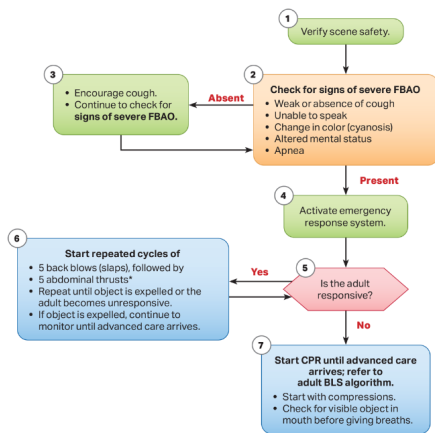 1
Verify scene safety.
2
Check for signs of severe FBAO
• Weak or absence of cough
• Unable to speak
• Change in color (cyanosis)
• Altered mental status
• Apnea
Absent
3
• Encourage cough.
• Continue to check for
signs of severe FBAO.
Present
4
Activate emergency
response system.
5
Is the adult
responsive?
Yes
6
Start repeated cycles of
• 5 back blows (slaps), followed by
• 5 abdominal thrusts*
• Repeat until object is expelled or the
adult becomes unresponsive.
• If object is expelled, continue to
monitor until advanced care arrives.
No
7
Start CPR until advanced care
arrives; refer to
adult BLS algorithm.
• Start with compressions.
• Check for visible object in
mouth before giving breaths.